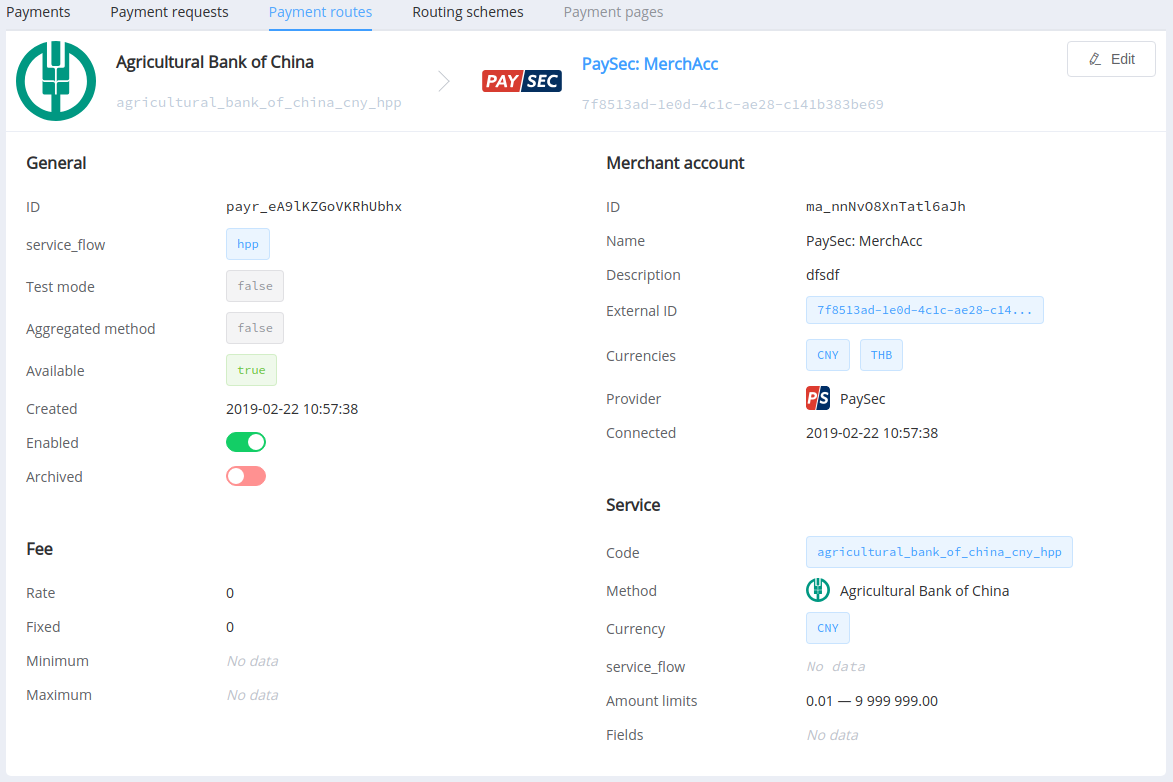 Payments Payment requests Payment routes Routing schemes Payment pages
Agricultural Bank of China
agricultural_bank_of_china_cny_hpp
PAY SEC
PaySec: MerchAcc
7f8513ad-1e0d-4c1c-ae28-c141b383be69
Edit
General
ID payr_eA9lKZGoVKRhUbhx
service_flow hpp
Test mode false
Aggregated method false
Available true
Created 2019-02-22 10:57:38
Enabled
Archived
Fee
Rate 0
Fixed 0
Minimum No data
Maximum No data
Merchant account
ID ma_nnNvO8XnTatl6aJh
Name PaySec: MerchAcc
Description dfsdf
External ID 7f8513ad-1e0d-4c1c-ae28-c14...
Currencies CNY THB
Provider PS PaySec
Connected 2019-02-22 10:57:38
Service
Code agricultural_bank_of_china_cny_hpp
Method Agricultural Bank of China
Currency CNY
service_flow No data
Amount limits 0.01 — 9 999 999.00
Fields No data